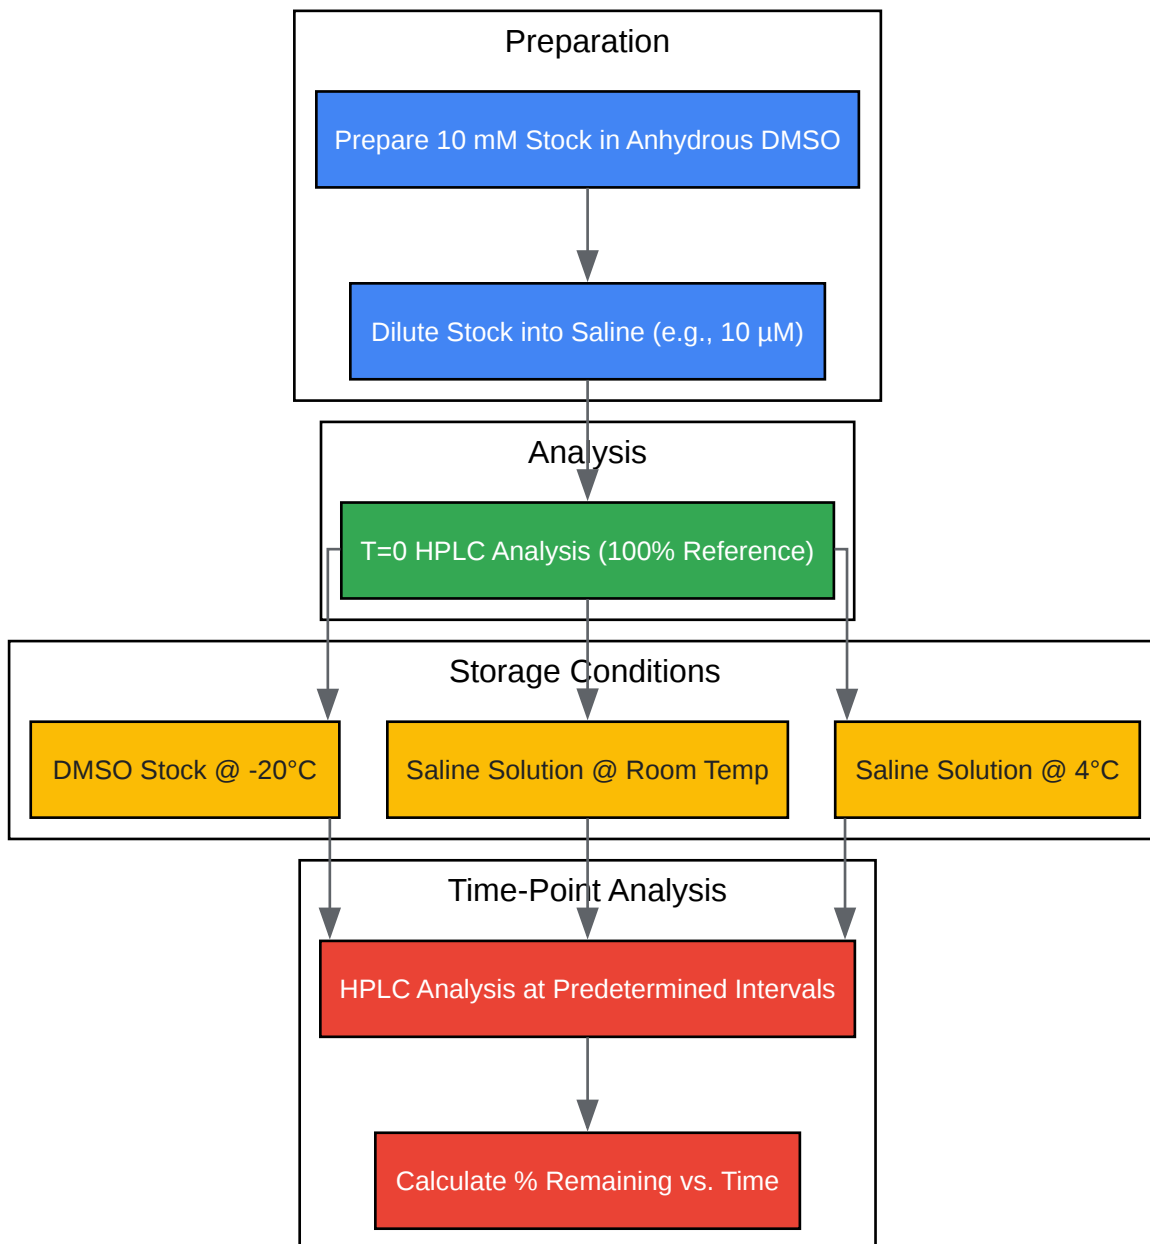 Preparation
Prepare 10 mM Stock in Anhydrous DMSO
Dilute Stock into Saline (e.g., 10 µM)
Analysis
T=0 HPLC Analysis (100% Reference)
Storage Conditions
DMSO Stock @ -20°C
Saline Solution @ Room Temp
Saline Solution @ 4°C
Time-Point Analysis
HPLC Analysis at Predetermined Intervals
Calculate % Remaining vs. Time